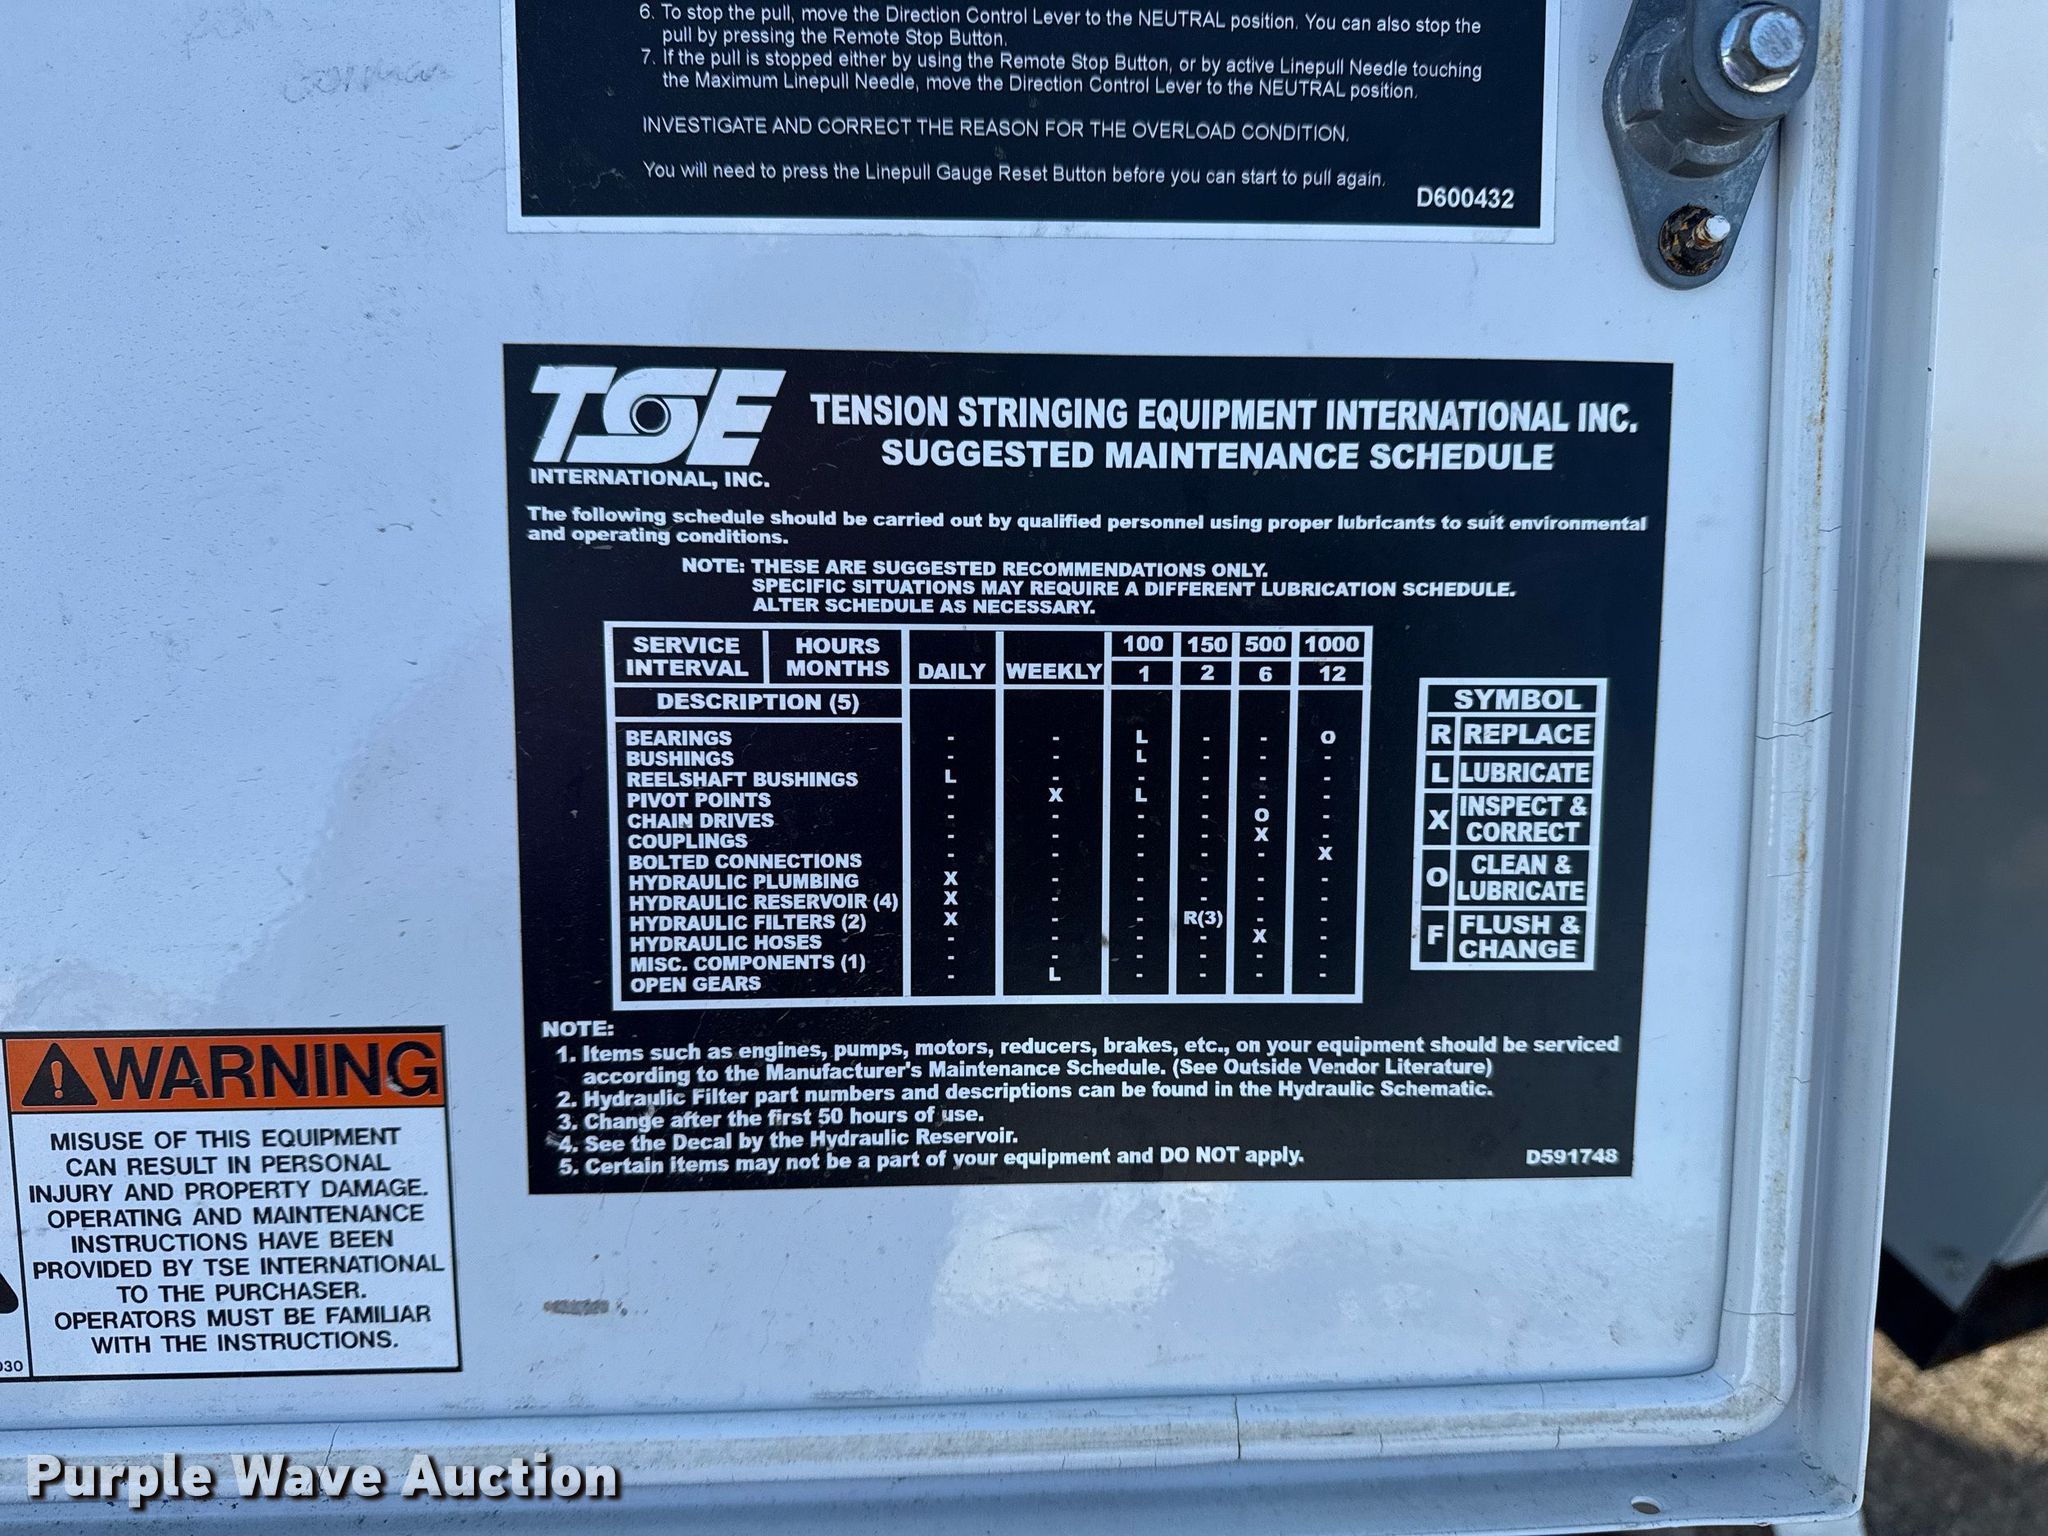 6. To stop the pull, move the Direction Control Lever to the NEUTRAL position. You can also stop the
pull by pressing the Remote Stop Button.
7. If the pull is stopped either by using the Remote Stop Button, or by active Linepull Needle touching
the Maximum Linepull Needle, move the Direction Control Lever to the NEUTRAL position.
INVESTIGATE AND CORRECT THE REASON FOR THE OVERLOAD CONDITION.
You will need to press the Linepull Gauge Reset Button before you can start to pull again.
D600432
TSE
INTERNATIONAL, INC.
TENSION STRINGING EQUIPMENT INTERNATIONAL INC.
SUGGESTED MAINTENANCE SCHEDULE
The following schedule should be carried out by qualified personnel using proper lubricants to suit environmental
and operating conditions.
NOTE: THESE ARE SUGGESTED RECOMMENDATIONS ONLY.
SPECIFIC SITUATIONS MAY REQUIRE A DIFFERENT LUBRICATION SCHEDULE.
ALTER SCHEDULE AS NECESSARY.
SERVICE HOURS 100 150 500 1000
INTERVAL MONTHS DAILY WEEKLY 1 2 6 12
DESCRIPTION (5)
BEARINGS - - L - - O
BUSHINGS - - L - - -
REELSHAFT BUSHINGS L - - - - -
PIVOT POINTS - X L - - -
CHAIN DRIVES - - - - O -
COUPLINGS - - - - X -
BOLTED CONNECTIONS - - - - - X
HYDRAULIC PLUMBING X - - - - -
HYDRAULIC RESERVOIR (4) X - - - - -
HYDRAULIC FILTERS (2) X - - R(3) - -
HYDRAULIC HOSES - - - - X -
MISC. COMPONENTS (1) - - - - - -
OPEN GEARS - L - - - -
SYMBOL
R REPLACE
L LUBRICATE
X INSPECT &
CORRECT
O CLEAN &
LUBRICATE
F FLUSH &
CHANGE
NOTE:
1. Items such as engines, pumps, motors, reducers, brakes, etc., on your equipment should be serviced
according to the Manufacturer's Maintenance Schedule. (See Outside Vendor Literature)
2. Hydraulic Filter part numbers and descriptions can be found in the Hydraulic Schematic.
3. Change after the first 50 hours of use.
4. See the Decal by the Hydraulic Reservoir.
5. Certain items may not be a part of your equipment and DO NOT apply.
D591748
WARNING
MISUSE OF THIS EQUIPMENT
CAN RESULT IN PERSONAL
INJURY AND PROPERTY DAMAGE.
OPERATING AND MAINTENANCE
INSTRUCTIONS HAVE BEEN
PROVIDED BY TSE INTERNATIONAL
TO THE PURCHASER.
OPERATORS MUST BE FAMILIAR
WITH THE INSTRUCTIONS.
030
Purple Wave Auction